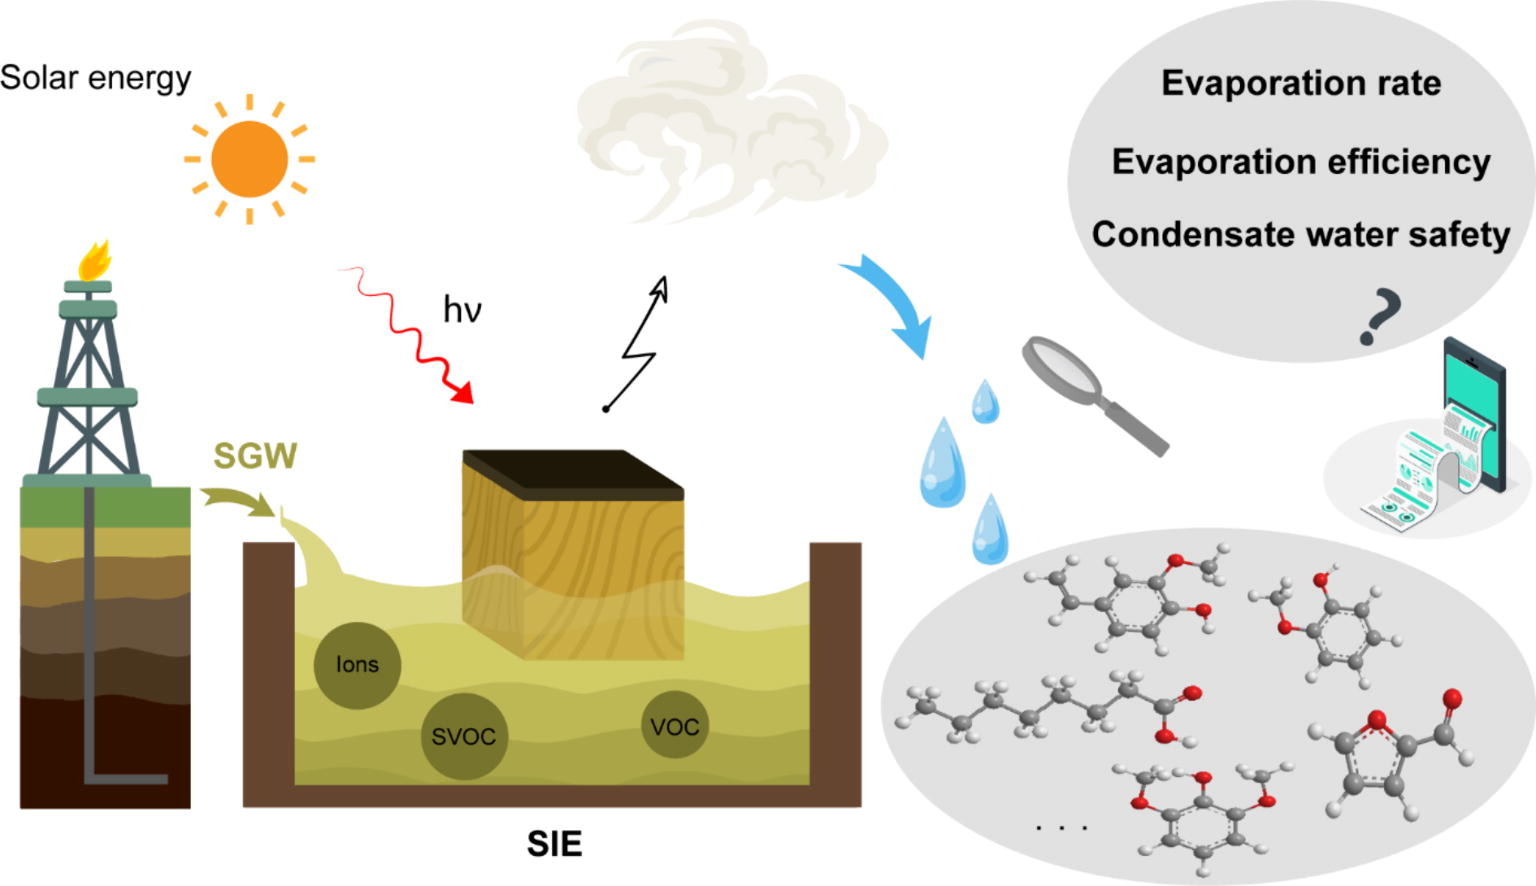 Solar energy
Evaporation rate
Evaporation efficiency
Condensate water safety
?
hν
SGW
Ions
SVOC
VOC
SIE
. . .